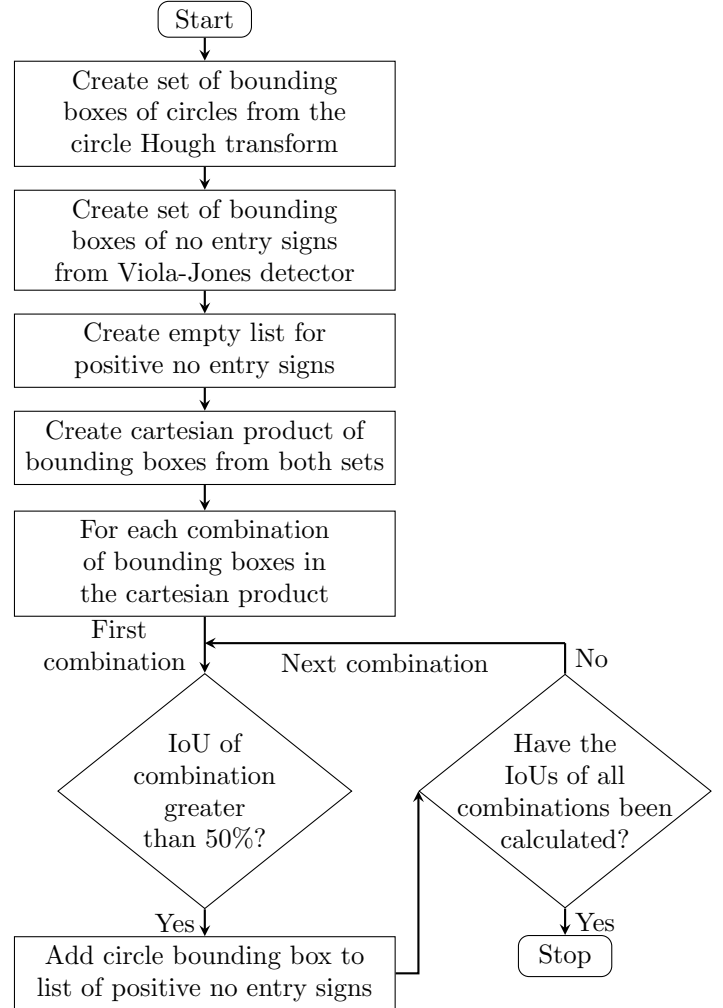 Start
Create set of bounding
boxes of circles from the
circle Hough transform
Create set of bounding
boxes of no entry signs
from Viola-Jones detector
Create empty list for
positive no entry signs
Create cartesian product of
bounding boxes from both sets
For each combination
of bounding boxes in
the cartesian product
First
combination
Next combination
No
IoU of
combination
greater
than 50%?
Have the
IoUs of all
combinations been
calculated?
Yes
Yes
Add circle bounding box to
list of positive no entry signs
Stop